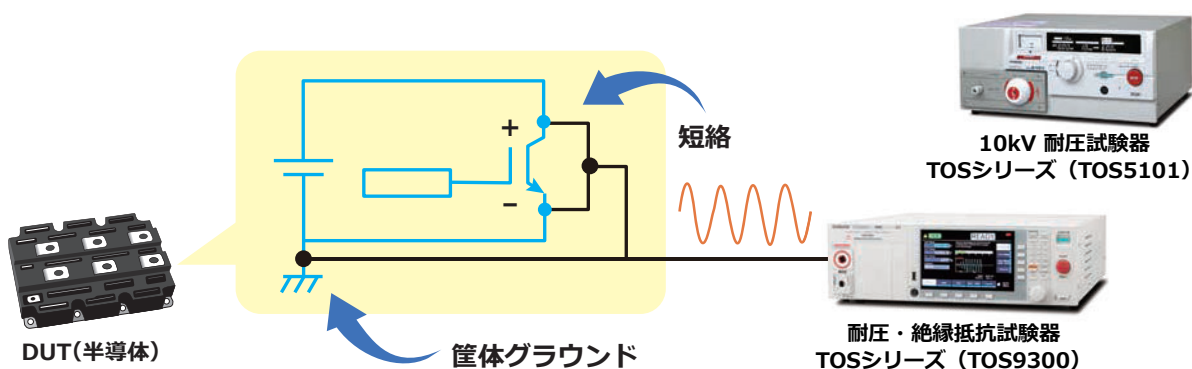 +
短絡
−
DUT(半導体)
筐体グラウンド
10kV 耐圧試験器
TOSシリーズ（TOS5101）
READY
耐圧・絶縁抵抗試験器
TOSシリーズ（TOS9300）